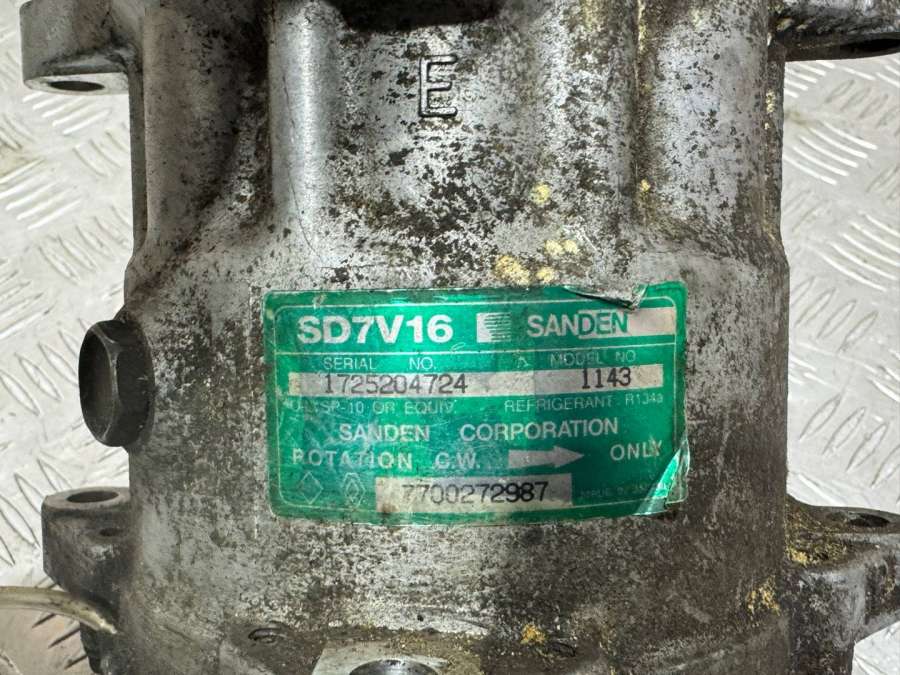 E
SD7V16 SANDEN
SERIAL NO. MODEL NO
1725204724 1143
SP-10 OR EQUIV. REFRIGERANT R134a
SANDEN CORPORATION
ROTATION C.W. ONLY
7700272987